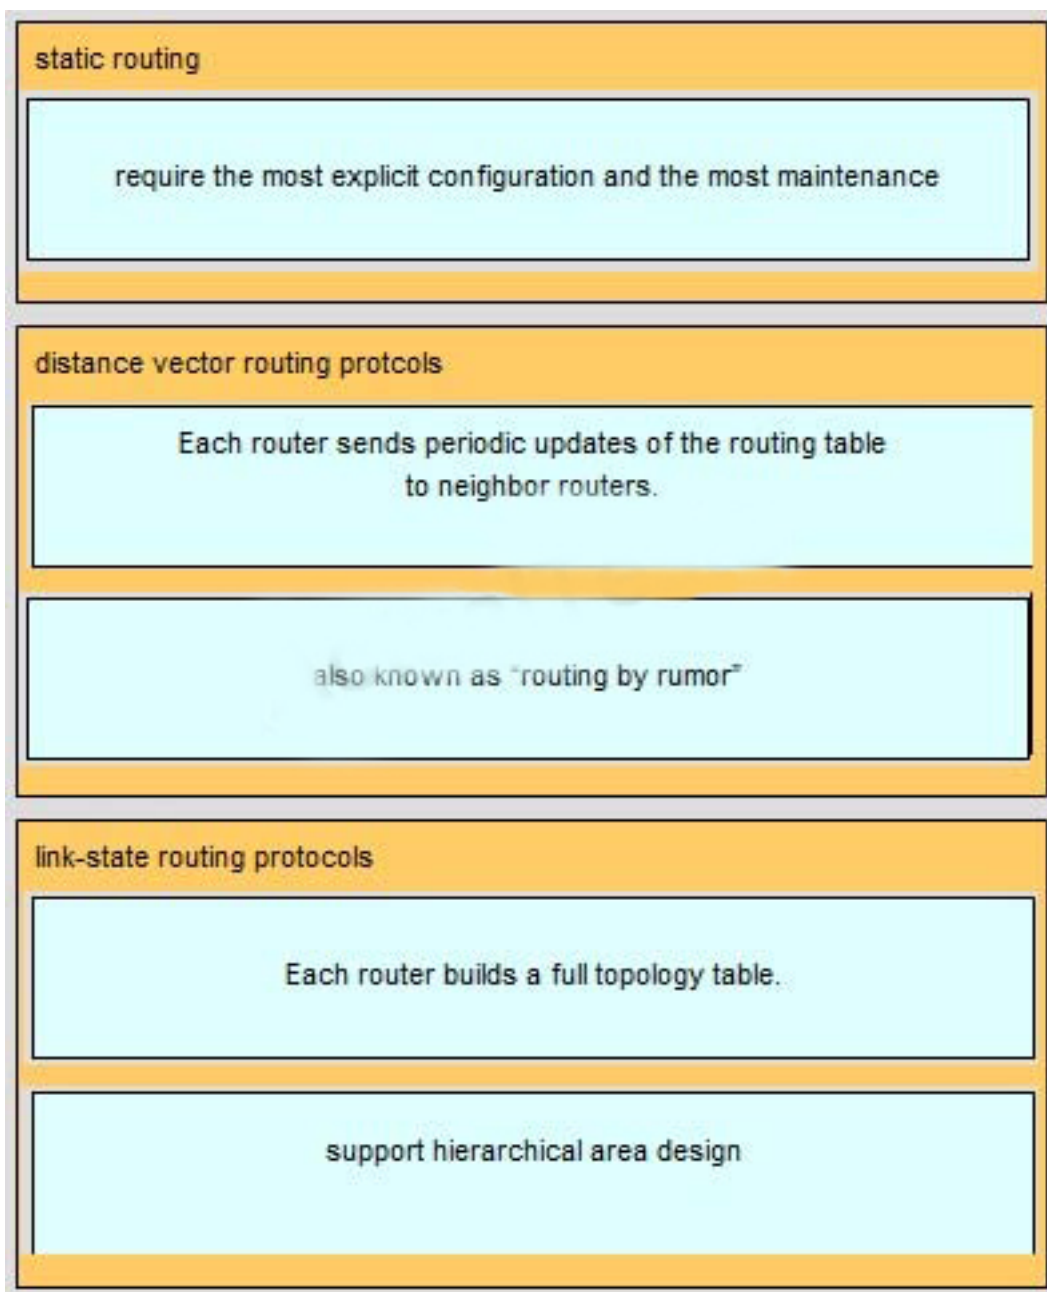 static routing
require the most explicit configuration and the most maintenance
distance vector routing protcols
Each router sends periodic updates of the routing table
to neighbor routers.
also known as “routing by rumor”
link-state routing protocols
Each router builds a full topology table.
support hierarchical area design